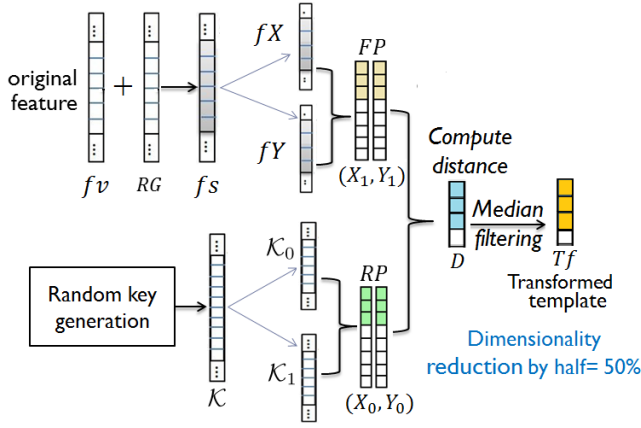 original
feature
+
fv
RG
fs
fX
fY
FP
(X₁, Y₁)
Random key
generation
𝒦
𝒦₀
𝒦₁
RP
(X₀, Y₀)
Compute
distance
D
Median
filtering
Tf
Transformed
template
Dimensionality
reduction by half= 50%